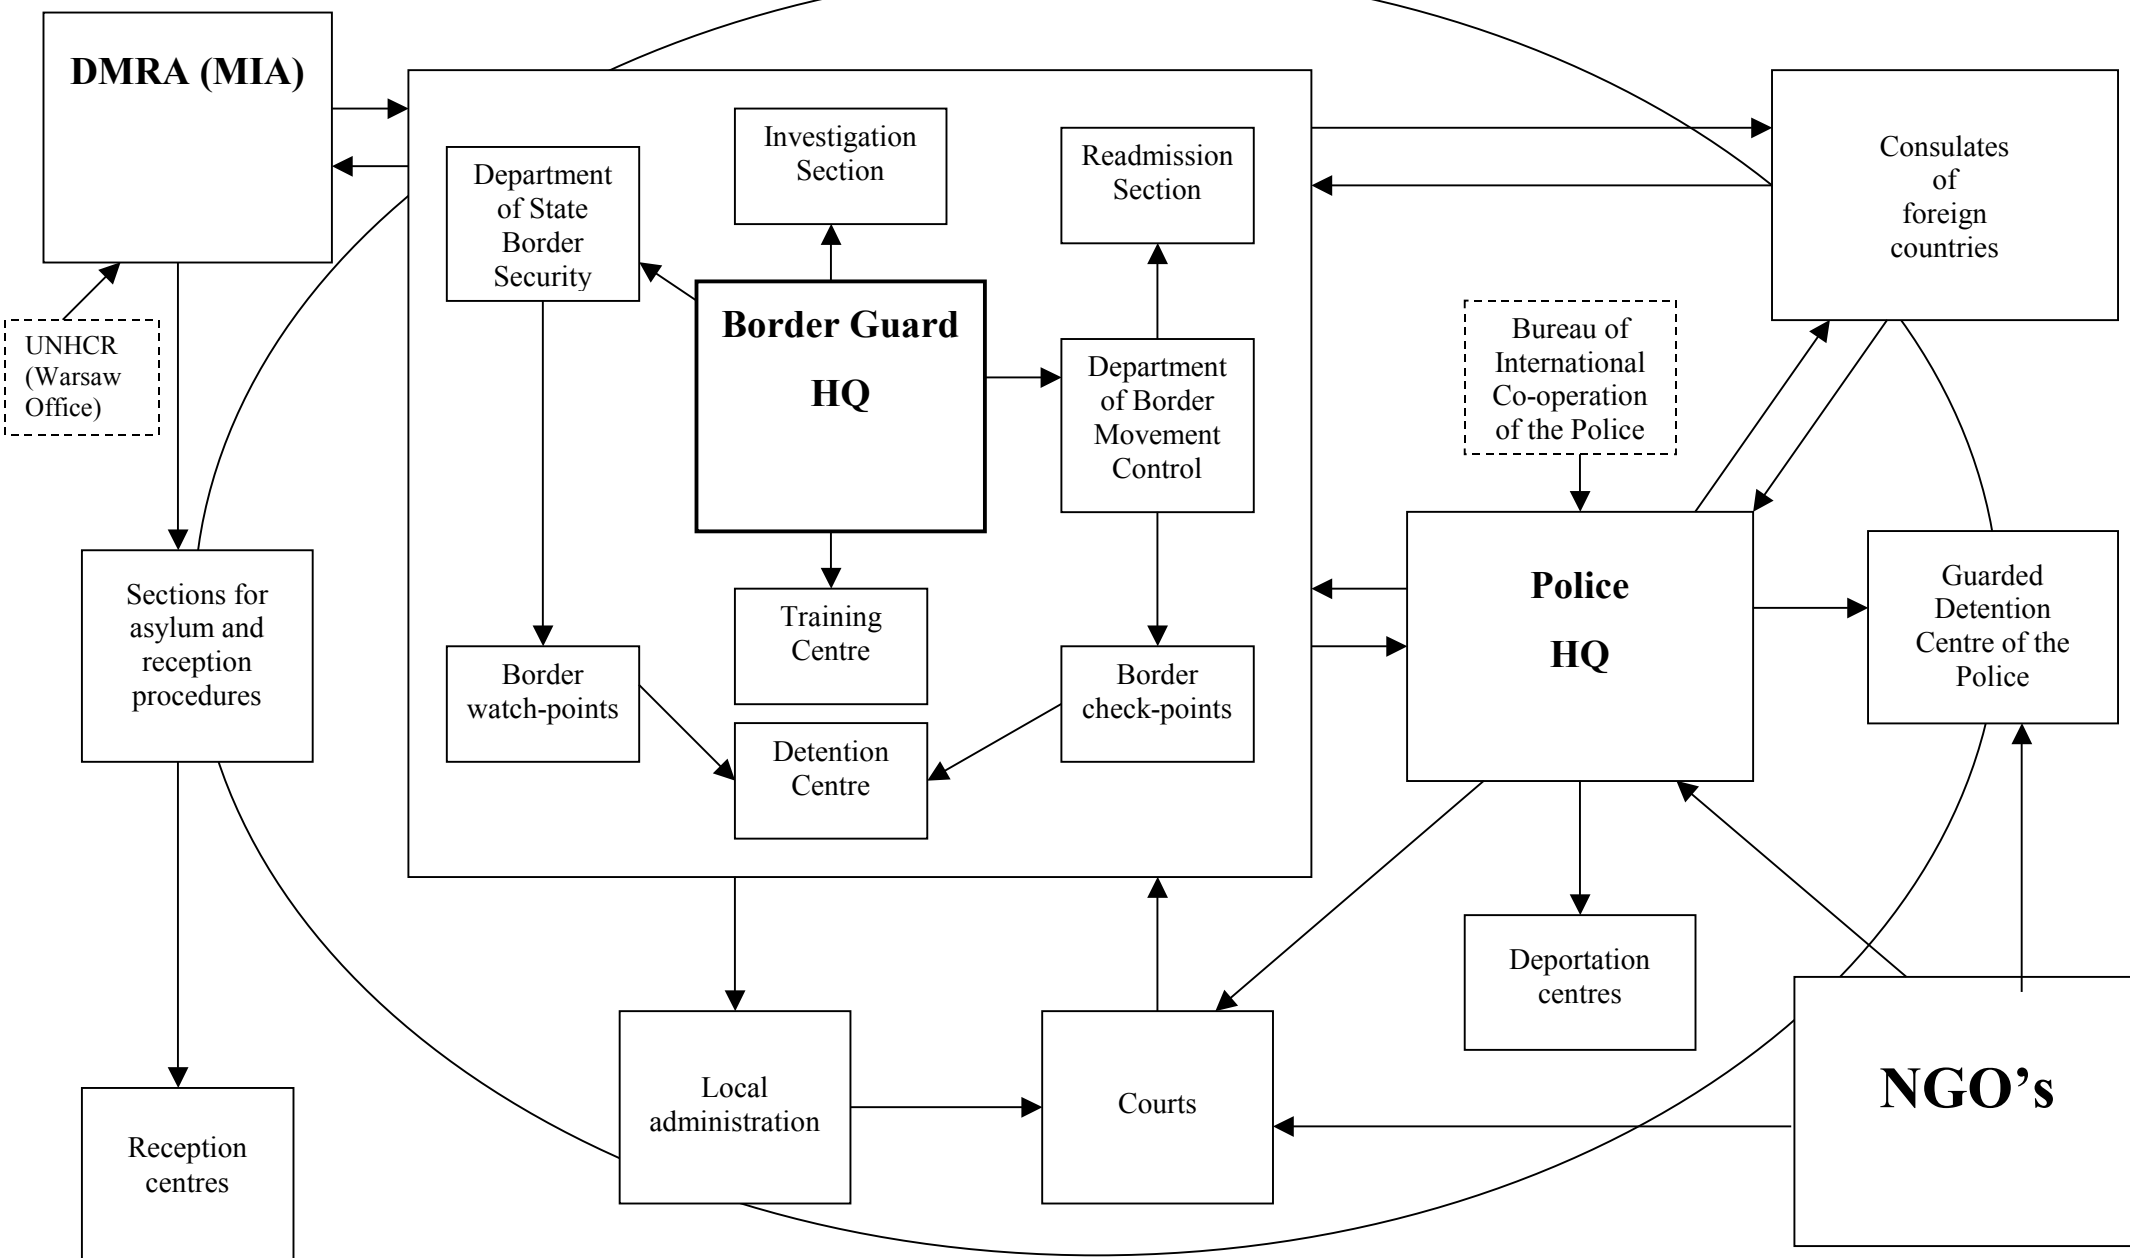 DMRA (MIA)
Investigation
Section
Readmission
Section
Consulates
of
foreign
countries
Department
of State
Border
Security
Border Guard
HQ
UNHCR
(Warsaw
Office)
Bureau of
International
Co-operation
of the Police
Department
of Border
Movement
Control
Sections for
asylum and
reception
procedures
Training
Centre
Police
HQ
Guarded
Detention
Centre of the
Police
Border
watch-points
Border
check-points
Detention
Centre
Deportation
centres
Local
administration
Courts
NGO’s
Reception
centres